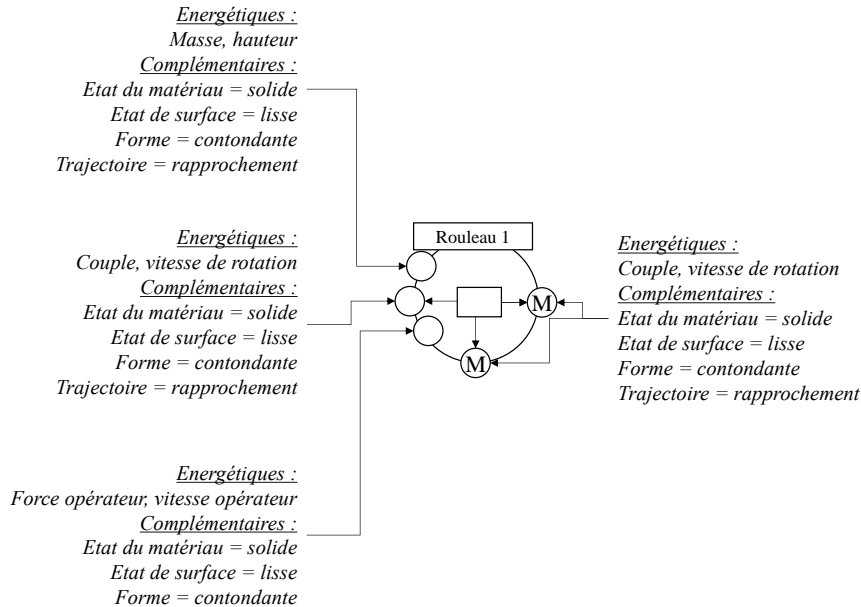 Energétiques :
Masse, hauteur
Complémentaires :
Etat du matériau = solide
Etat de surface = lisse
Forme = contondante
Trajectoire = rapprochement
Energétiques :
Couple, vitesse de rotation
Complémentaires :
Etat du matériau = solide
Etat de surface = lisse
Forme = contondante
Trajectoire = rapprochement
Energétiques :
Force opérateur, vitesse opérateur
Complémentaires :
Etat du matériau = solide
Etat de surface = lisse
Forme = contondante
Rouleau 1
M
M
Energétiques :
Couple, vitesse de rotation
Complémentaires :
Etat du matériau = solide
Etat de surface = lisse
Forme = contondante
Trajectoire = rapprochement